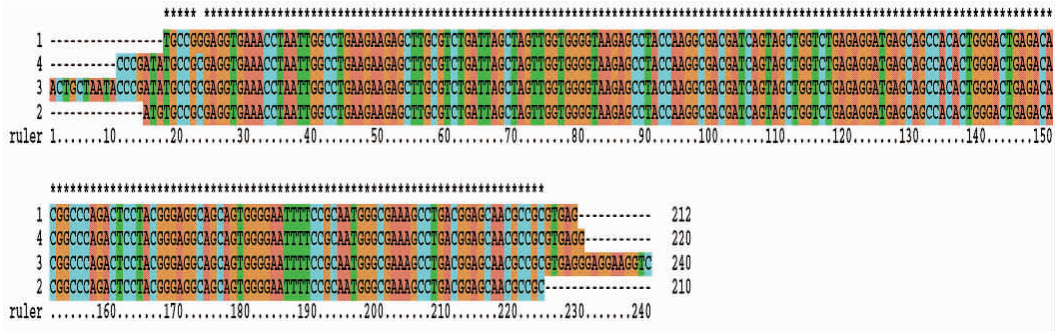 ***** *******************************************************************************************************************************
1 -----------------TGCCGGGAGGTGAAACCTAATTGGCCTGAAGAAGAGCTTGCGTCTGATTAGCTAGTTGGTGGGGTAAGAGCCTACCAAGGCGACGATCAGTAGCTGGTCTGAGAGGATGAGCAGCCACACTGGGACTGAGACA
4 ----------CCCGATATGCCGCGAGGTGAAACCTAATTGGCCTGAAGAAGAGCTTGCGTCTGATTAGCTAGTTGGTGGGGTAAGAGCCTACCAAGGCGACGATCAGTAGCTGGTCTGAGAGGATGAGCAGCCACACTGGGACTGAGACA
3 ACTGCTAATACCCGATATGCCGCGAGGTGAAACCTAATTGGCCTGAAGAAGAGCTTGCGTCTGATTAGCTAGTTGGTGGGGTAAGAGCCTACCAAGGCGACGATCAGTAGCTGGTCTGAGAGGATGAGCAGCCACACTGGGACTGAGACA
2 --------------ATGTGCCGCGAGGTGAAACCTAATTGGCCTGAAGAAGAGCTTGCGTCTGATTAGCTAGTTGGTGGGGTAAGAGCCTACCAAGGCGACGATCAGTAGCTGGTCTGAGAGGATGAGCAGCCACACTGGGACTGAGACA
ruler 1.......10........20........30........40........50........60........70........80........90.......100.......110.......120.......130.......140.......150
**************************************************************************
1 CGGCCCAGACTCCTACGGGAGGCAGCAGTGGGGAATTTTCCGCAATGGGCGAAAGCCTGACGGAGCAACGCCGCGTGAG----------- 212
4 CGGCCCAGACTCCTACGGGAGGCAGCAGTGGGGAATTTTCCGCAATGGGCGAAAGCCTGACGGAGCAACGCCGCGTGAGG---------- 220
3 CGGCCCAGACTCCTACGGGAGGCAGCAGTGGGGAATTTTCCGCAATGGGCGAAAGCCTGACGGAGCAACGCCGCGTGAGGGAGGAAGGTC 240
2 CGGCCCAGACTCCTACGGGAGGCAGCAGTGGGGAATTTTCCGCAATGGGCGAAAGCCTGACGGAGCAACGCCGC---------------- 210
ruler .......160.......170.......180.......190.......200.......210.......220.......230.......240